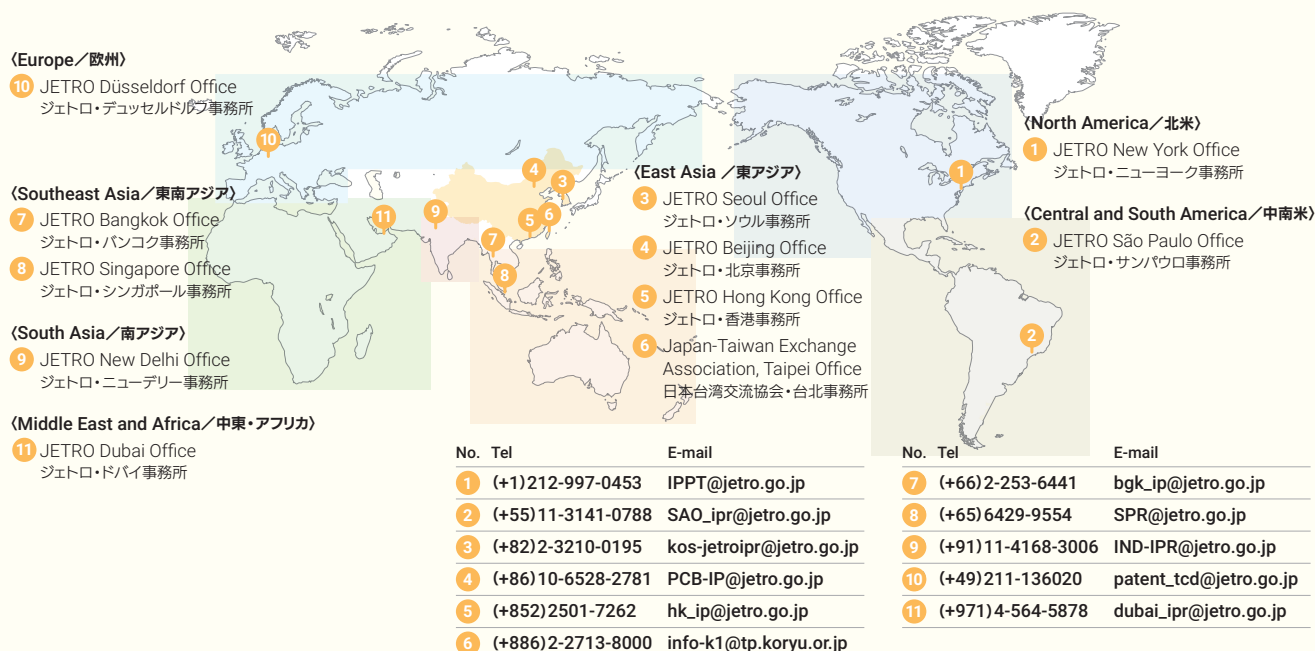 〈Europe／欧州〉
10 JETRO Düsseldorf Office
ジェトロ・デュッセルドルフ事務所
〈Southeast Asia／東南アジア〉
7 JETRO Bangkok Office
ジェトロ・バンコク事務所
8 JETRO Singapore Office
ジェトロ・シンガポール事務所
〈South Asia／南アジア〉
9 JETRO New Delhi Office
ジェトロ・ニューデリー事務所
〈Middle East and Africa／中東・アフリカ〉
11 JETRO Dubai Office
ジェトロ・ドバイ事務所
10
4
3
9
11
5
6
7
8
1
2
〈East Asia ／東アジア〉
3 JETRO Seoul Office
ジェトロ・ソウル事務所
4 JETRO Beijing Office
ジェトロ・北京事務所
5 JETRO Hong Kong Office
ジェトロ・香港事務所
6 Japan-Taiwan Exchange
Association, Taipei Office
日本台湾交流協会・台北事務所
〈North America／北米〉
1 JETRO New York Office
ジェトロ・ニューヨーク事務所
〈Central and South America／中南米〉
2 JETRO São Paulo Office
ジェトロ・サンパウロ事務所
No. Tel E-mail
1 (+1)212-997-0453 IPPT@jetro.go.jp
2 (+55)11-3141-0788 SAO_ipr@jetro.go.jp
3 (+82)2-3210-0195 kos-jetroipr@jetro.go.jp
4 (+86)10-6528-2781 PCB-IP@jetro.go.jp
5 (+852)2501-7262 hk_ip@jetro.go.jp
6 (+886)2-2713-8000 info-k1@tp.koryu.or.jp
No. Tel E-mail
7 (+66)2-253-6441 bgk_ip@jetro.go.jp
8 (+65)6429-9554 SPR@jetro.go.jp
9 (+91)11-4168-3006 IND-IPR@jetro.go.jp
10 (+49)211-136020 patent_tcd@jetro.go.jp
11 (+971)4-564-5878 dubai_ipr@jetro.go.jp